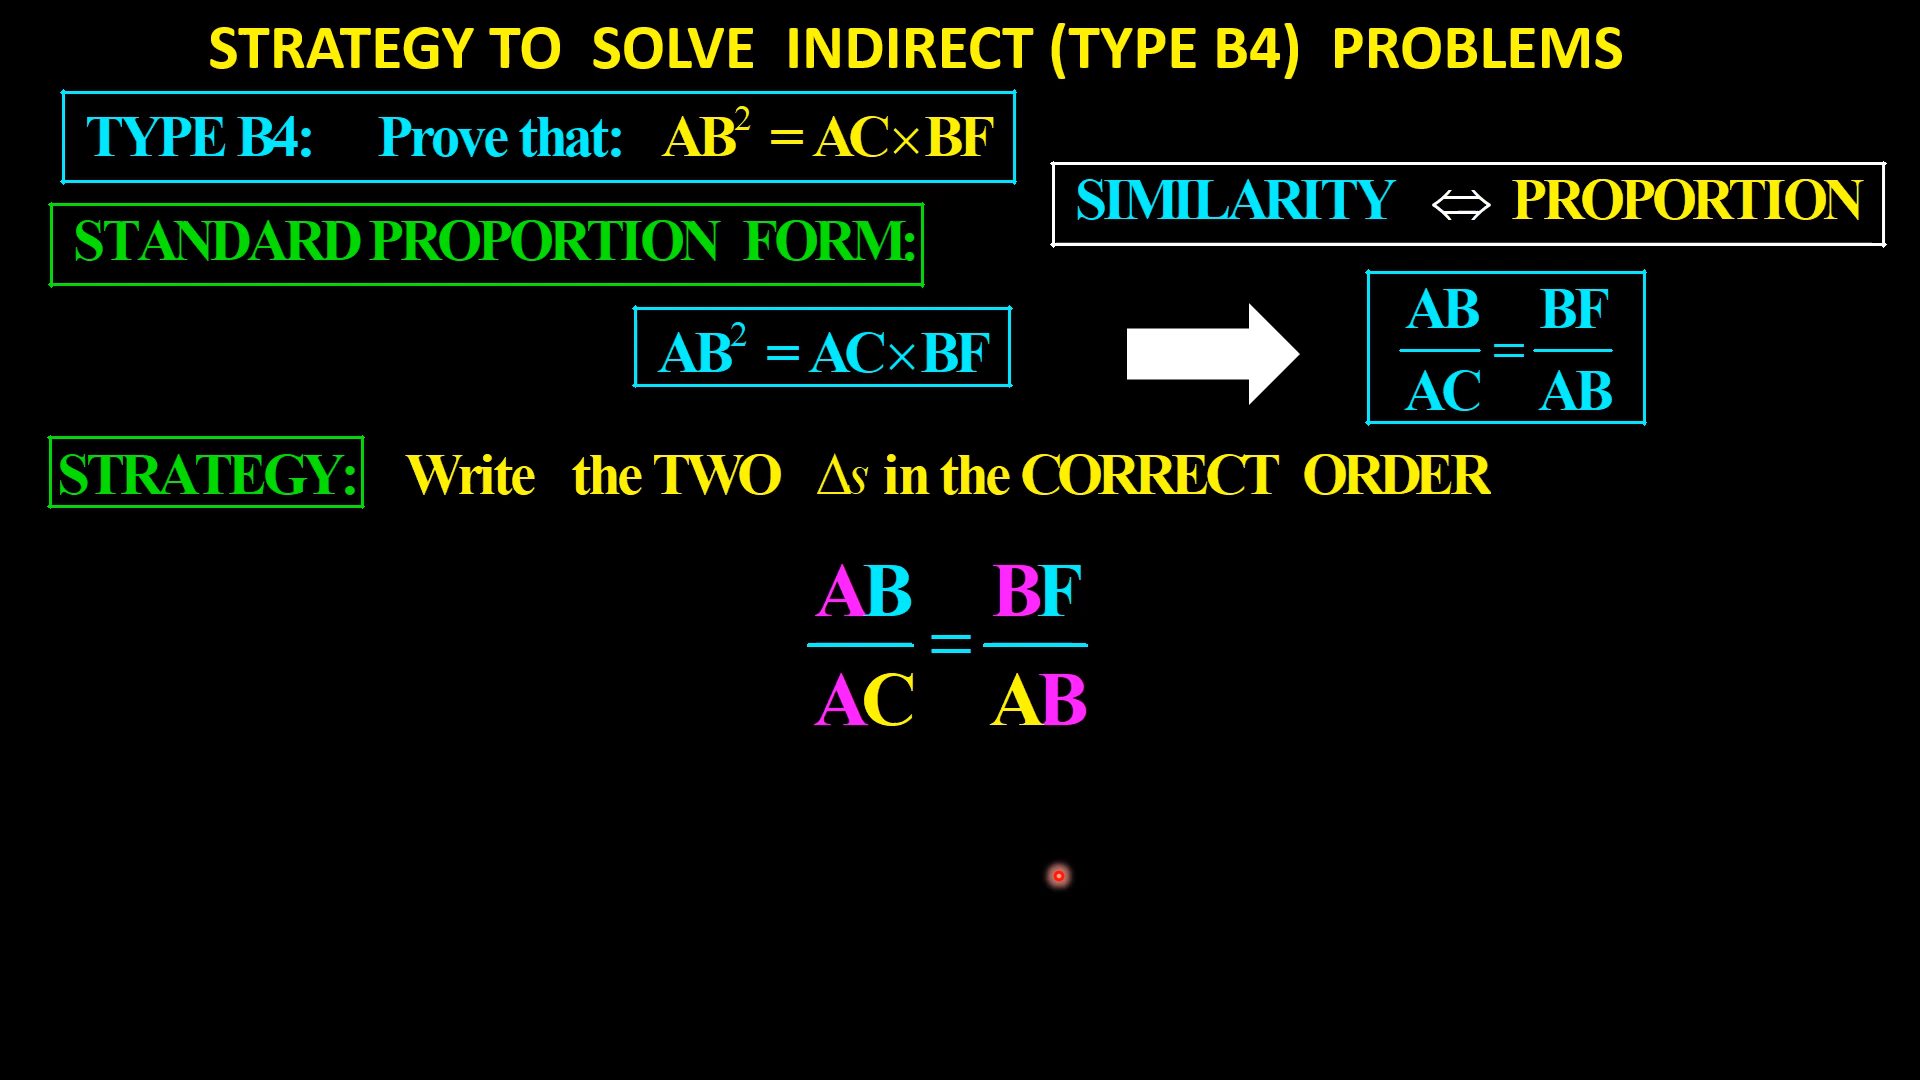 STRATEGY TO SOLVE INDIRECT (TYPE B4) PROBLEMS
TYPE B4: Prove that: AB² = AC×BF
SIMILARITY ⇔ PROPORTION
STANDARD PROPORTION FORM:
AB² = AC×BF
AB/AC = BF/AB
STRATEGY: Write the TWO Δs in the CORRECT ORDER
AB/AC = BF/AB